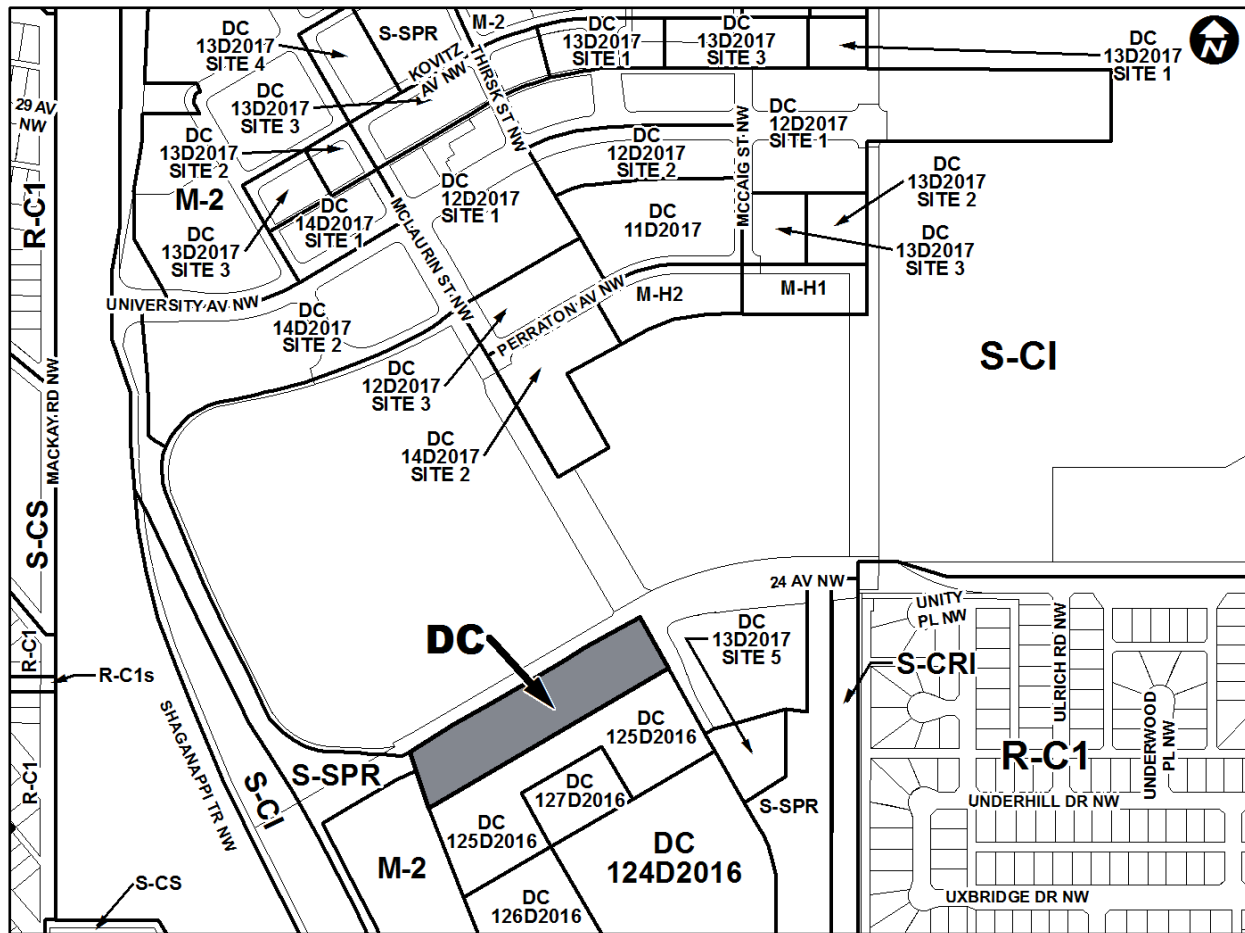 DC
13D2017
SITE 4
S-SPR
M-2
DC
13D2017
SITE 1
DC
13D2017
SITE 3
DC
13D2017
SITE 1
N
KOVITZ
AV NW
THIRSK ST NW
29 AV
NW
DC
13D2017
SITE 3
DC
13D2017
SITE 2
DC
12D2017
SITE 1
MCCAIG ST NW
DC
12D2017
SITE 2
DC
13D2017
SITE 2
R-C1
M-2
DC
12D2017
SITE 1
DC
14D2017
SITE 1
MCLAURIN ST NW
DC
11D2017
DC
13D2017
SITE 3
DC
13D2017
SITE 3
UNIVERSITY AV NW
M-H2
M-H1
PERRATON AV NW
DC
14D2017
SITE 2
S-CI
DC
12D2017
SITE 3
MACKAY RD NW
DC
14D2017
SITE 2
S-CS
24 AV NW
UNITY
PL NW
ULRICH RD NW
DC
DC
13D2017
SITE 5
S-CRI
R-C1
R-C1s
UNDERWOOD
PL NW
SHAGANAPPI TR NW
DC
125D2016
R-C1
S-SPR
S-CI
R-C1
DC
127D2016
S-SPR
UNDERHILL DR NW
DC
125D2016
M-2
DC
124D2016
S-CS
DC
126D2016
UXBRIDGE DR NW